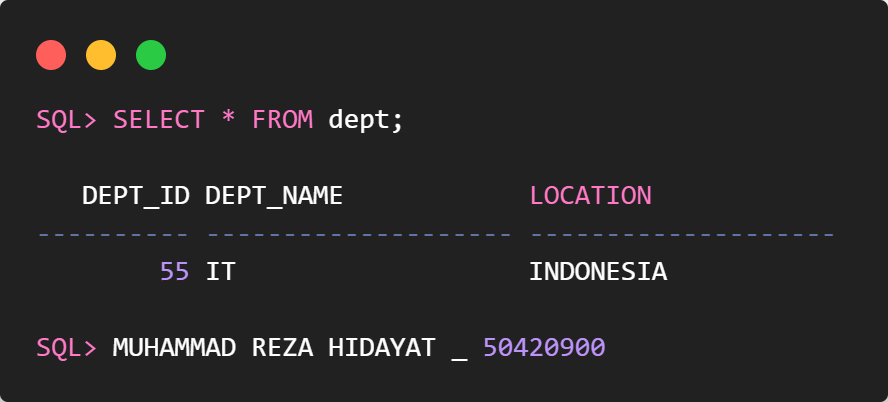 SQL> SELECT * FROM dept;
DEPT_ID DEPT_NAME LOCATION
---------- -------------------- --------------------
55 IT INDONESIA
SQL> MUHAMMAD REZA HIDAYAT _ 50420900